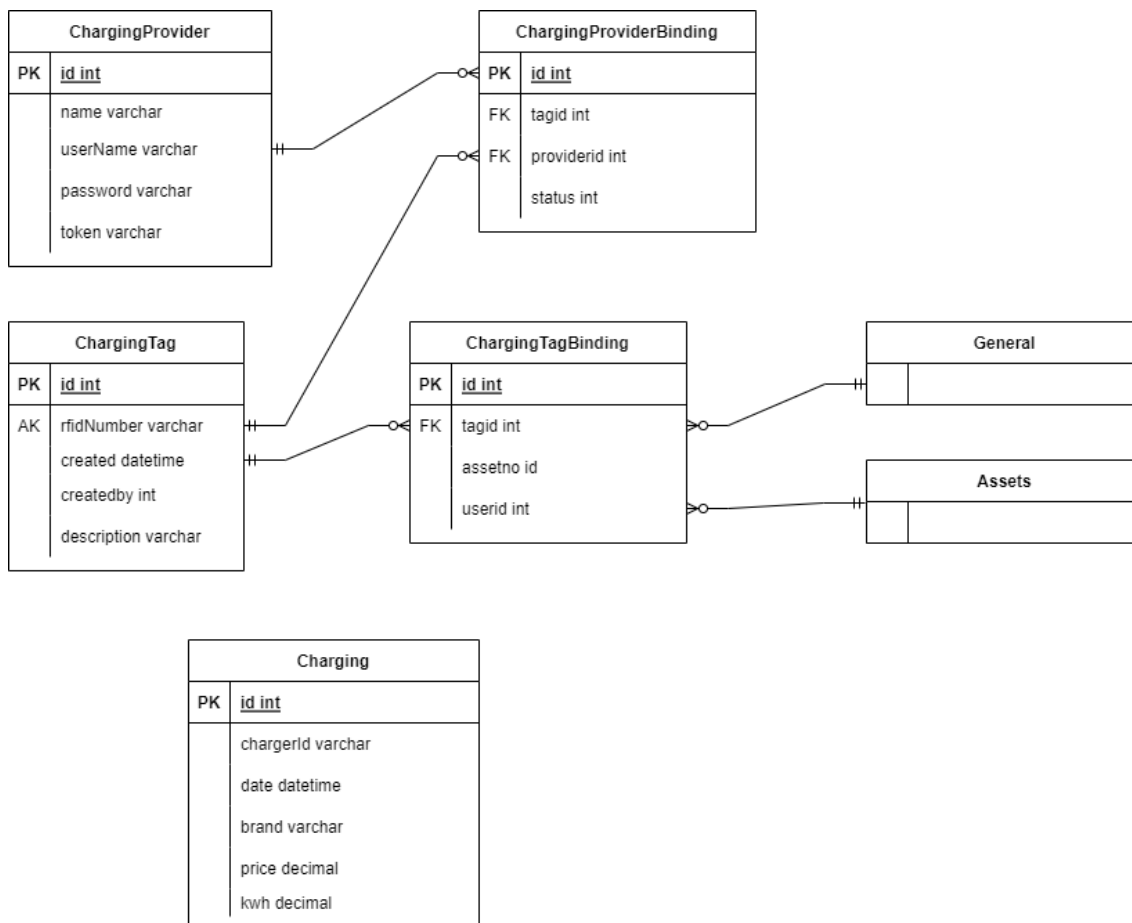 ChargingProvider
PK id int
name varchar
userName varchar
password varchar
token varchar
ChargingProviderBinding
PK id int
FK tagid int
FK providerid int
status int
ChargingTag
PK id int
AK rfidNumber varchar
created datetime
createdby int
description varchar
ChargingTagBinding
PK id int
FK tagid int
assetno id
userid int
General
Assets
Charging
PK id int
chargerId varchar
date datetime
brand varchar
price decimal
kwh decimal